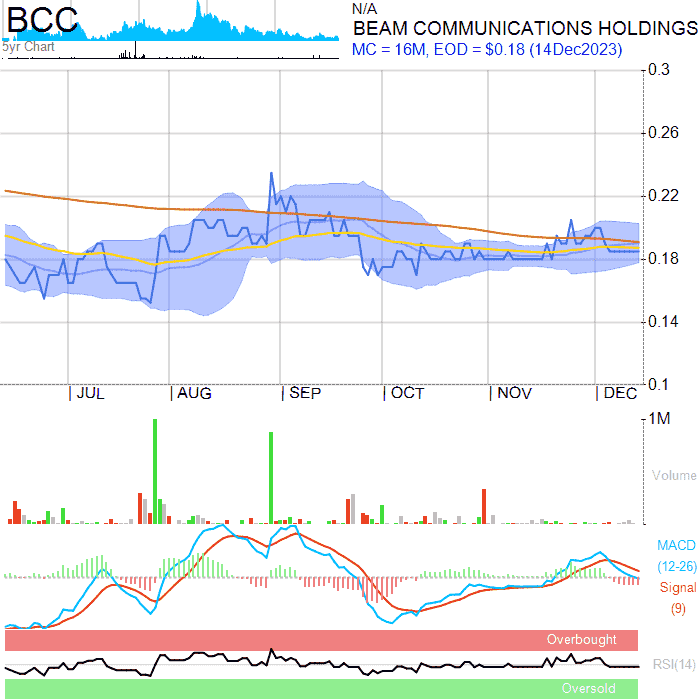 BCC
5yr Chart
N/A
BEAM COMMUNICATIONS HOLDINGS
MC = 16M, EOD = $0.18 (14Dec2023)
0.3
0.26
0.22
0.18
0.14
0.1
JUL
AUG
SEP
OCT
NOV
DEC
1M
Volume
MACD
(12-26)
Signal
(9)
Overbought
RSI(14)
Oversold